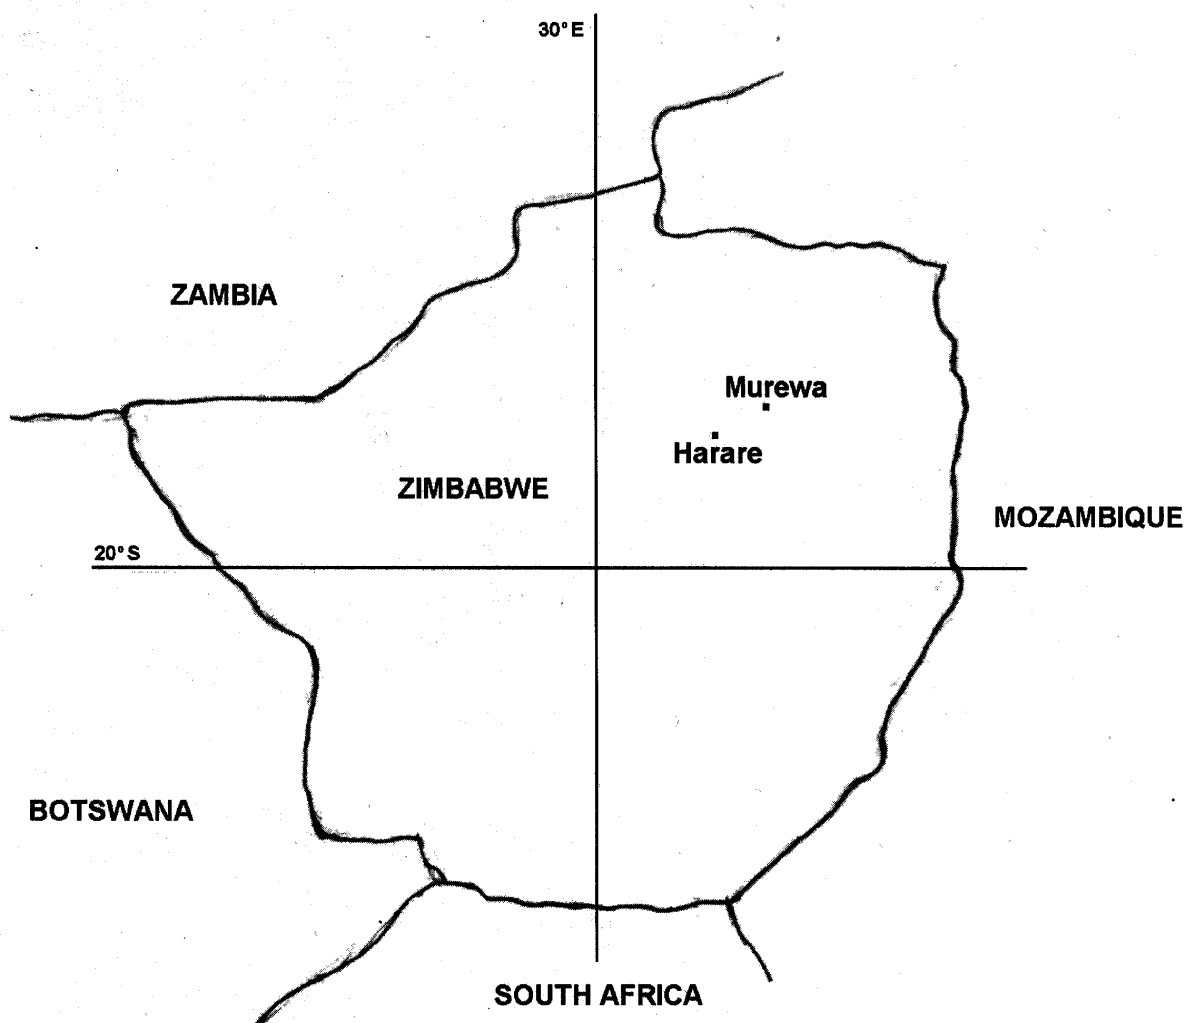 30° E
ZAMBIA
Murewa
Harare
ZIMBABWE
MOZAMBIQUE
20° S
BOTSWANA
SOUTH AFRICA